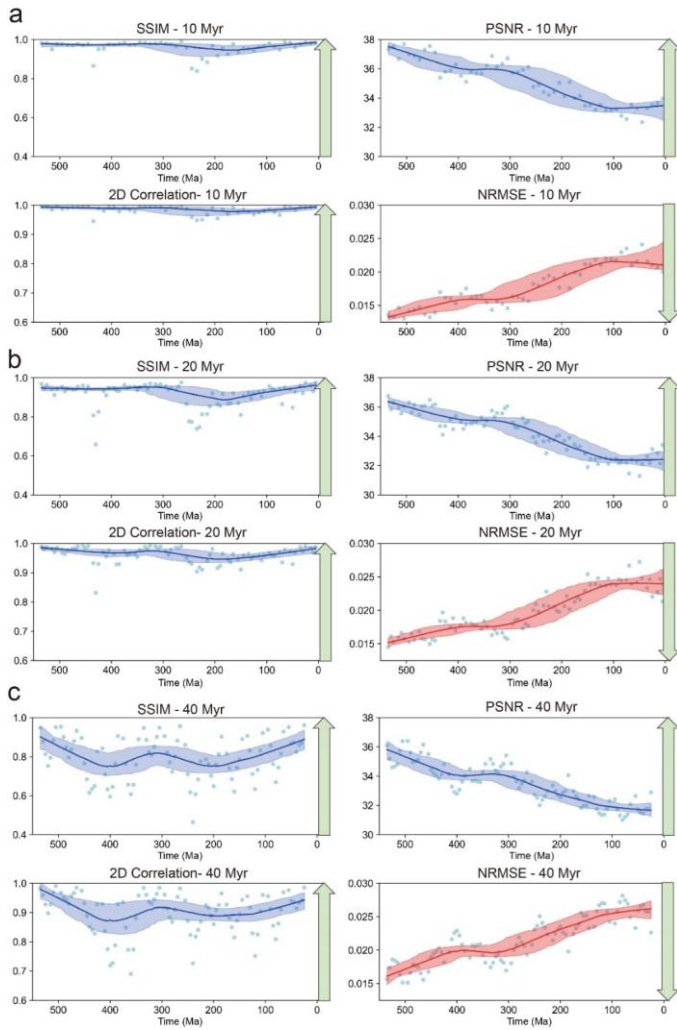 a
SSIM - 10 Myr
1.0
0.8
0.6
0.4
500 400 300 200 100 0
Time (Ma)
PSNR - 10 Myr
38
36
34
32
30
500 400 300 200 100 0
Time (Ma)
2D Correlation- 10 Myr
1.0
0.9
0.8
0.7
0.6
500 400 300 200 100 0
Time (Ma)
NRMSE - 10 Myr
0.030
0.025
0.020
0.015
500 400 300 200 100 0
Time (Ma)
b
SSIM - 20 Myr
1.0
0.8
0.6
0.4
500 400 300 200 100 0
Time (Ma)
PSNR - 20 Myr
38
36
34
32
30
500 400 300 200 100 0
Time (Ma)
2D Correlation- 20 Myr
1.0
0.9
0.8
0.7
0.6
500 400 300 200 100 0
Time (Ma)
NRMSE - 20 Myr
0.030
0.025
0.020
0.015
500 400 300 200 100 0
Time (Ma)
c
SSIM - 40 Myr
1.0
0.8
0.6
0.4
500 400 300 200 100 0
Time (Ma)
PSNR - 40 Myr
38
36
34
32
30
500 400 300 200 100 0
Time (Ma)
2D Correlation- 40 Myr
1.0
0.9
0.8
0.7
0.6
500 400 300 200 100 0
Time (Ma)
NRMSE - 40 Myr
0.030
0.025
0.020
0.015
500 400 300 200 100 0
Time (Ma)